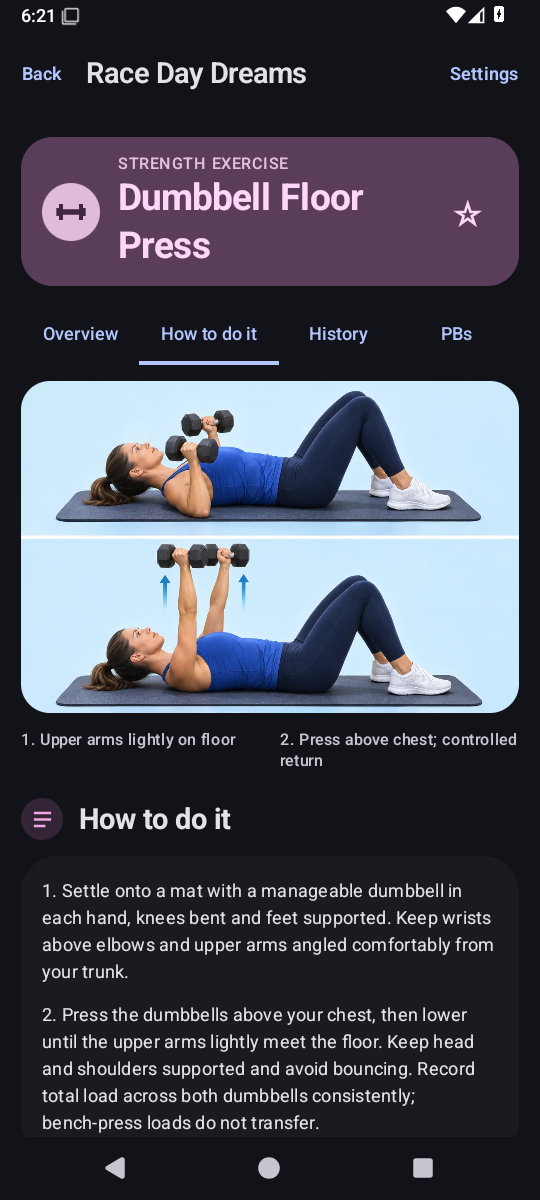 6:21
Back
Race Day Dreams
Settings
STRENGTH EXERCISE
Dumbbell Floor
Press
Overview
How to do it
History
PBs
1. Upper arms lightly on floor
2. Press above chest; controlled
return
How to do it
1. Settle onto a mat with a manageable dumbbell in
each hand, knees bent and feet supported. Keep wrists
above elbows and upper arms angled comfortably from
your trunk.
2. Press the dumbbells above your chest, then lower
until the upper arms lightly meet the floor. Keep head
and shoulders supported and avoid bouncing. Record
total load across both dumbbells consistently;
bench-press loads do not transfer.